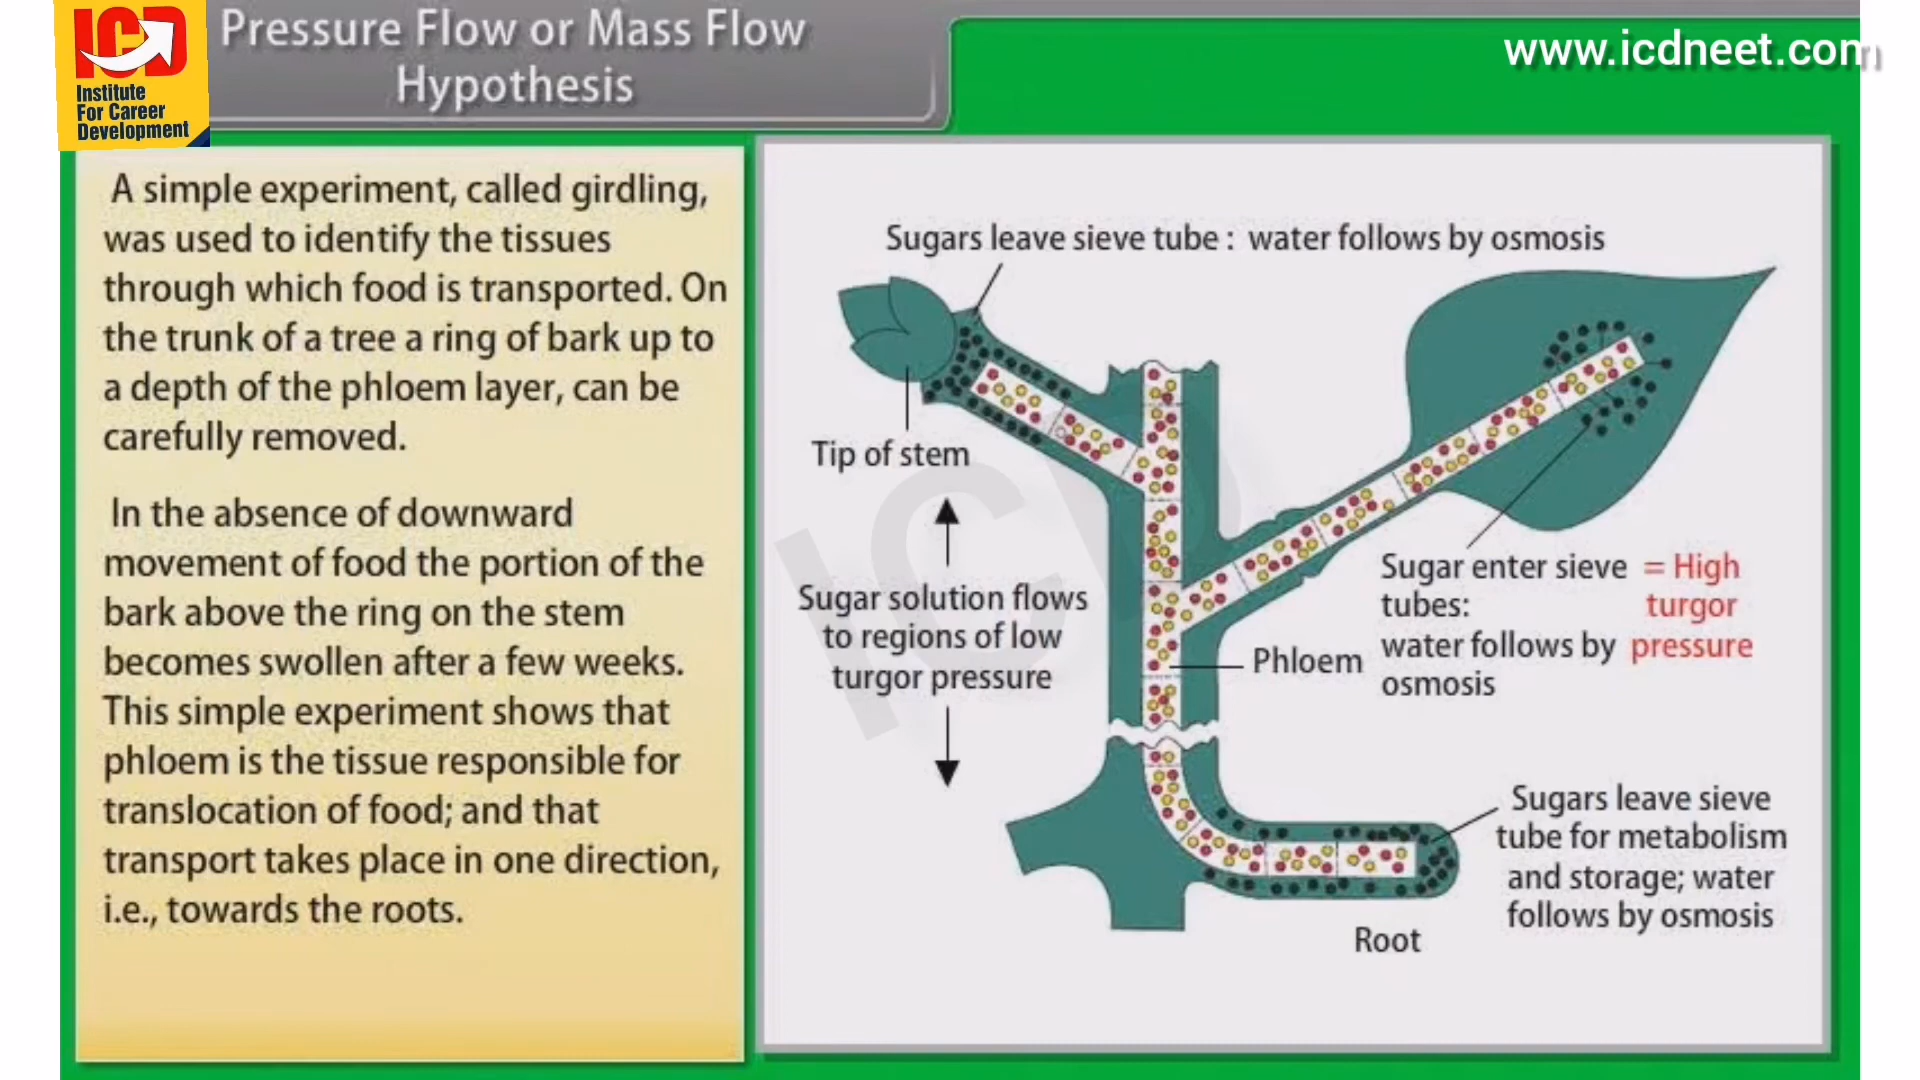 Pressure Flow or Mass Flow
Hypothesis
www.icdneet.com
ICD
Institute
For Career
Development
A simple experiment, called girdling,
was used to identify the tissues
through which food is transported. On
the trunk of a tree a ring of bark up to
a depth of the phloem layer, can be
carefully removed.
In the absence of downward
movement of food the portion of the
bark above the ring on the stem
becomes swollen after a few weeks.
This simple experiment shows that
phloem is the tissue responsible for
translocation of food; and that
transport takes place in one direction,
i.e., towards the roots.
Sugars leave sieve tube : water follows by osmosis
Tip of stem
Sugar solution flows
to regions of low
turgor pressure
Phloem
Sugar enter sieve = High
tubes: turgor
water follows by pressure
osmosis
Sugars leave sieve
tube for metabolism
and storage; water
follows by osmosis
Root
ICD